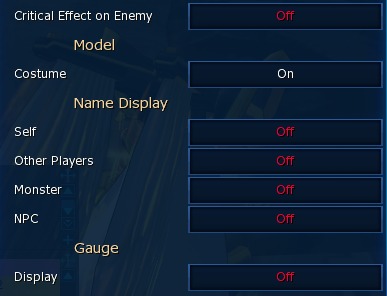 Critical Effect on Enemy Off
Model
Costume On
Name Display
Self Off
Other Players Off
Monster Off
NPC Off
Gauge
Display Off